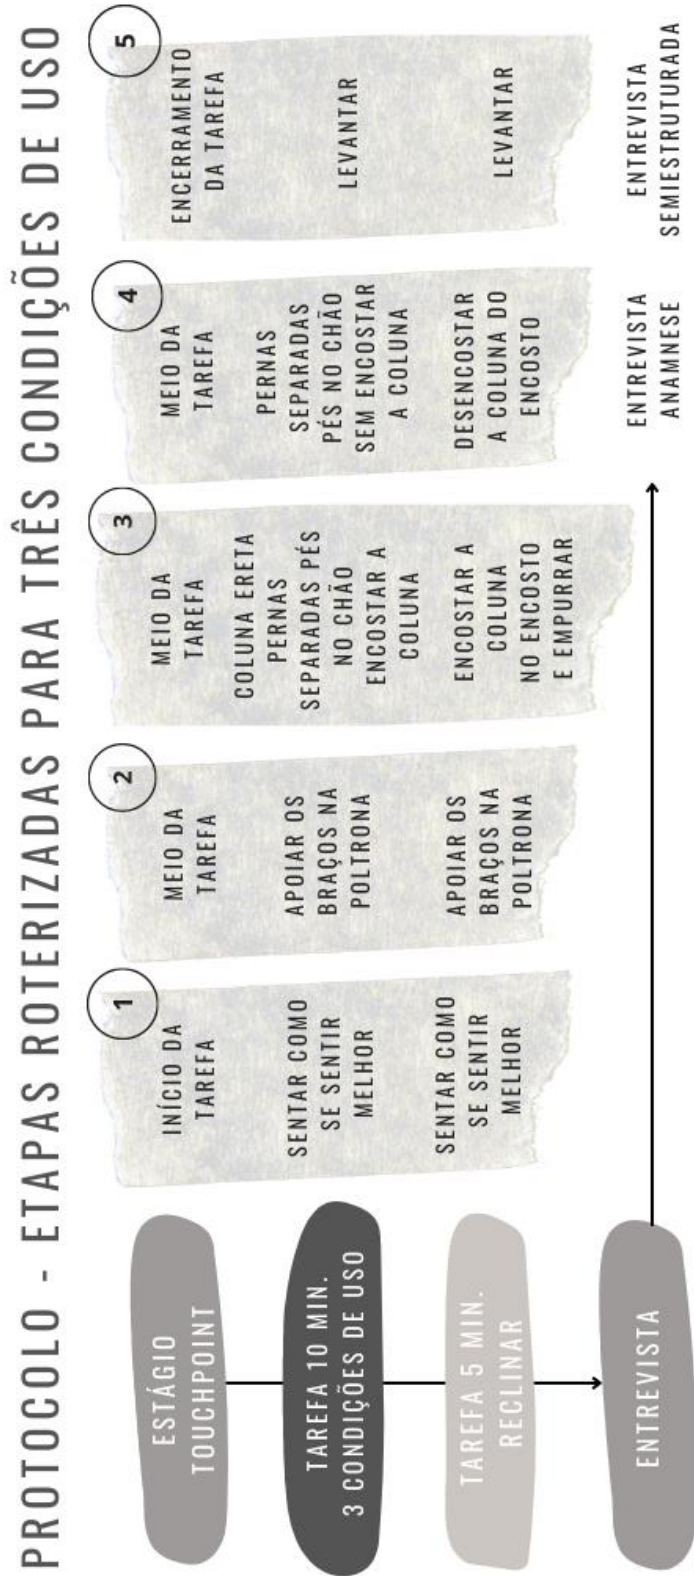 PROTOCOLO - ETAPAS ROTERIZADAS PARA TRÊS CONDIÇÕES DE USO
ESTÁGIO
TOUCHPOINT
1
INÍCIO DA
TAREFA
2
MEIO DA
TAREFA
3
MEIO DA
TAREFA
4
MEIO DA
TAREFA
5
ENCERRAMENTO
DA TAREFA
TAREFA 10 MIN.
3 CONDIÇÕES DE USO
SENTAR COMO
SE SENTIR
MELHOR
APOIAR OS
BRAÇOS NA
POLTRONA
COLUNA ERETA
PERNAS
SEPARADAS PÉS
NO CHÃO
ENCOSTAR A
COLUNA
PERNAS
SEPARADAS
PÉS NO CHÃO
SEM ENCOSTAR
A COLUNA
LEVANTAR
TAREFA 5 MIN.
RECLINAR
SENTAR COMO
SE SENTIR
MELHOR
APOIAR OS
BRAÇOS NA
POLTRONA
ENCOSTAR A
COLUNA
NO ENCOSTO
E EMPURRAR
DESENCOSTAR
A COLUNA DO
ENCOSTO
LEVANTAR
ENTREVISTA
ENTREVISTA
ANAMNESE
ENTREVISTA
SEMIESTRUTURADA